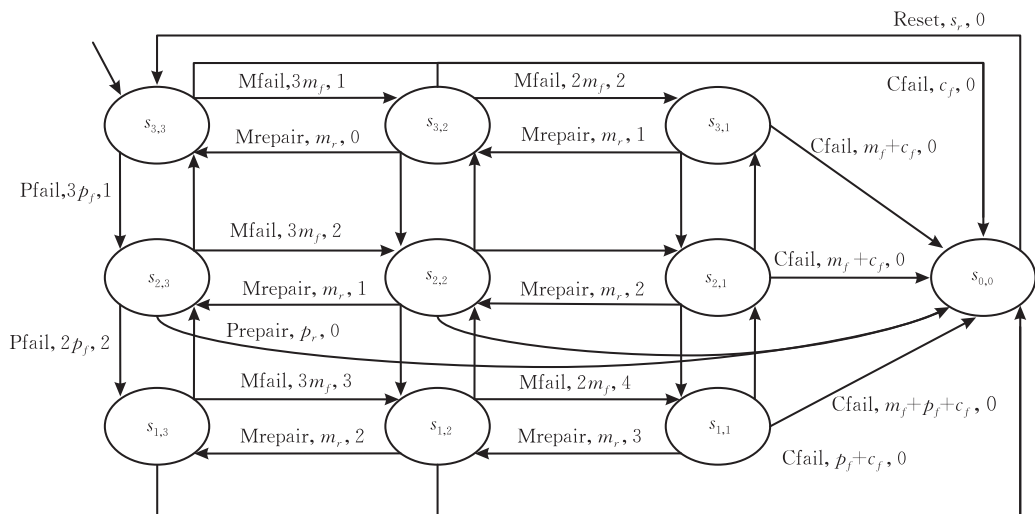 Reset, s_r, 0
Mfail,3m_f, 1
Mfail, 2m_f, 2
Cfail, c_f, 0
s_{3,3}
s_{3,2}
s_{3,1}
Mrepair, m_r, 0
Mrepair, m_r, 1
Cfail, m_f+c_f, 0
Pfail,3p_f,1
Mfail, 3m_f, 2
Cfail, m_f+c_f, 0
s_{2,3}
s_{2,2}
s_{2,1}
s_{0,0}
Mrepair, m_r, 1
Mrepair, m_r, 2
Prepair, p_r, 0
Pfail, 2p_f, 2
Mfail, 3m_f, 3
Mfail, 2m_f, 4
Cfail, m_f+p_f+c_f, 0
s_{1,3}
s_{1,2}
s_{1,1}
Mrepair, m_r, 2
Mrepair, m_r, 3
Cfail, p_f+c_f, 0